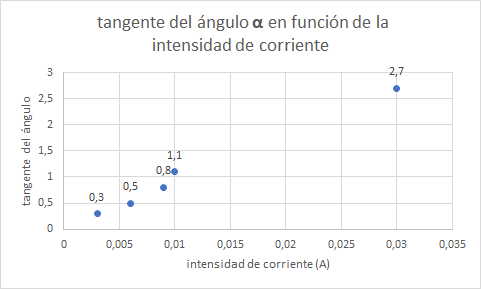 tangente del ángulo α en función de la
intensidad de corriente
tangente del ángulo
3
2,5
2
1,5
1
0,5
0
0,3
0,5
0,8
1,1
2,7
0 0,005 0,01 0,015 0,02 0,025 0,03 0,035
intensidad de corriente (A)